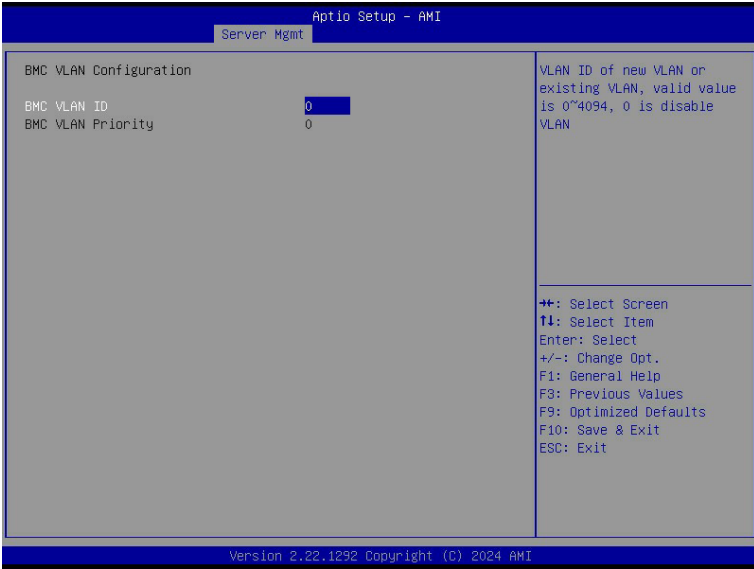 Aptio Setup – AMI
Server Mgmt
BMC VLAN Configuration
BMC VLAN ID 0
BMC VLAN Priority 0
VLAN ID of new VLAN or
existing VLAN, valid value
is 0~4094, 0 is disable
VLAN
→←: Select Screen
↑↓: Select Item
Enter: Select
+/-: Change Opt.
F1: General Help
F3: Previous Values
F9: Optimized Defaults
F10: Save & Exit
ESC: Exit
Version 2.22.1292 Copyright (C) 2024 AMI